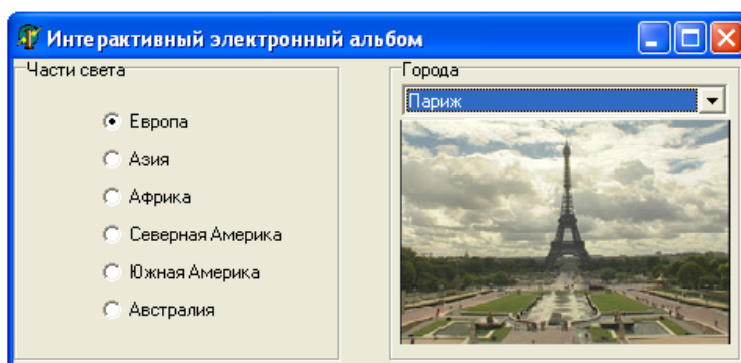 Интерактивный электронный альбом
Части света
Европа
Азия
Африка
Северная Америка
Южная Америка
Австралия
Города
Париж